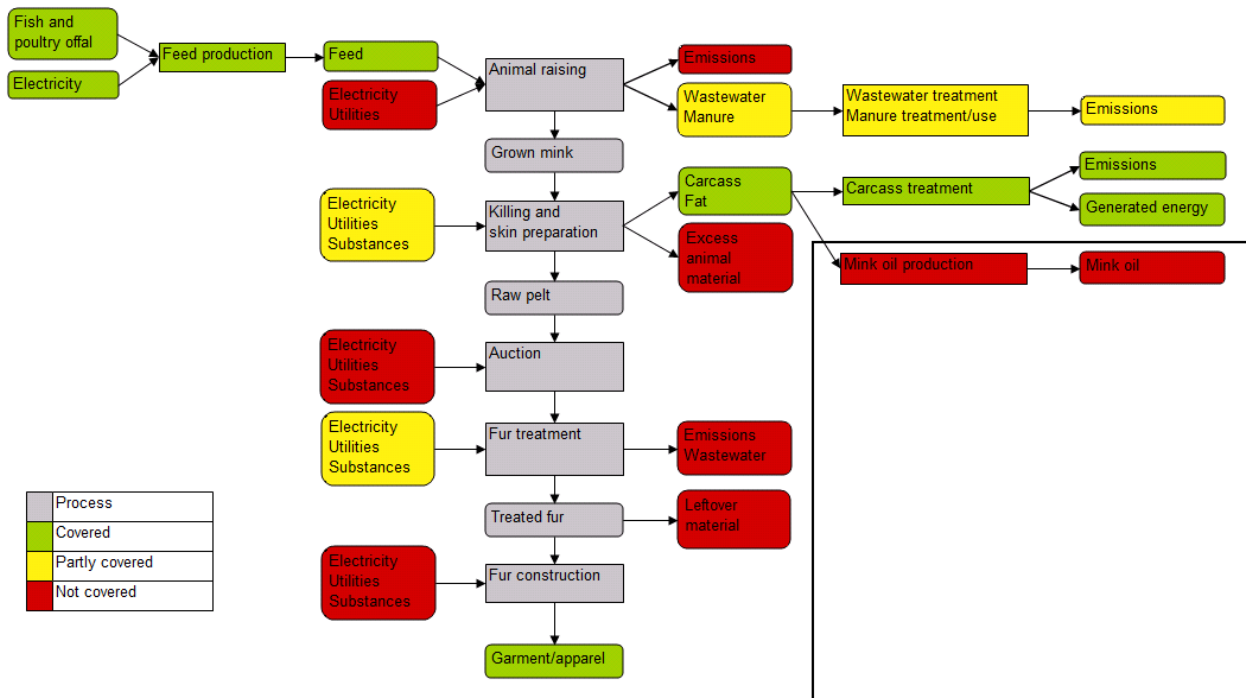 Fish and
poultry offal
Electricity
Feed production
Feed
Electricity
Utilities
Animal raising
Emissions
Wastewater
Manure
Wastewater treatment
Manure treatment/use
Emissions
Grown mink
Electricity
Utilities
Substances
Killing and
skin preparation
Carcass
Fat
Carcass treatment
Emissions
Generated energy
Excess
animal
material
Mink oil production
Mink oil
Raw pelt
Electricity
Utilities
Substances
Auction
Electricity
Utilities
Substances
Fur treatment
Emissions
Wastewater
Treated fur
Leftover
material
Electricity
Utilities
Substances
Fur construction
Garment/apparel
Process
Covered
Partly covered
Not covered